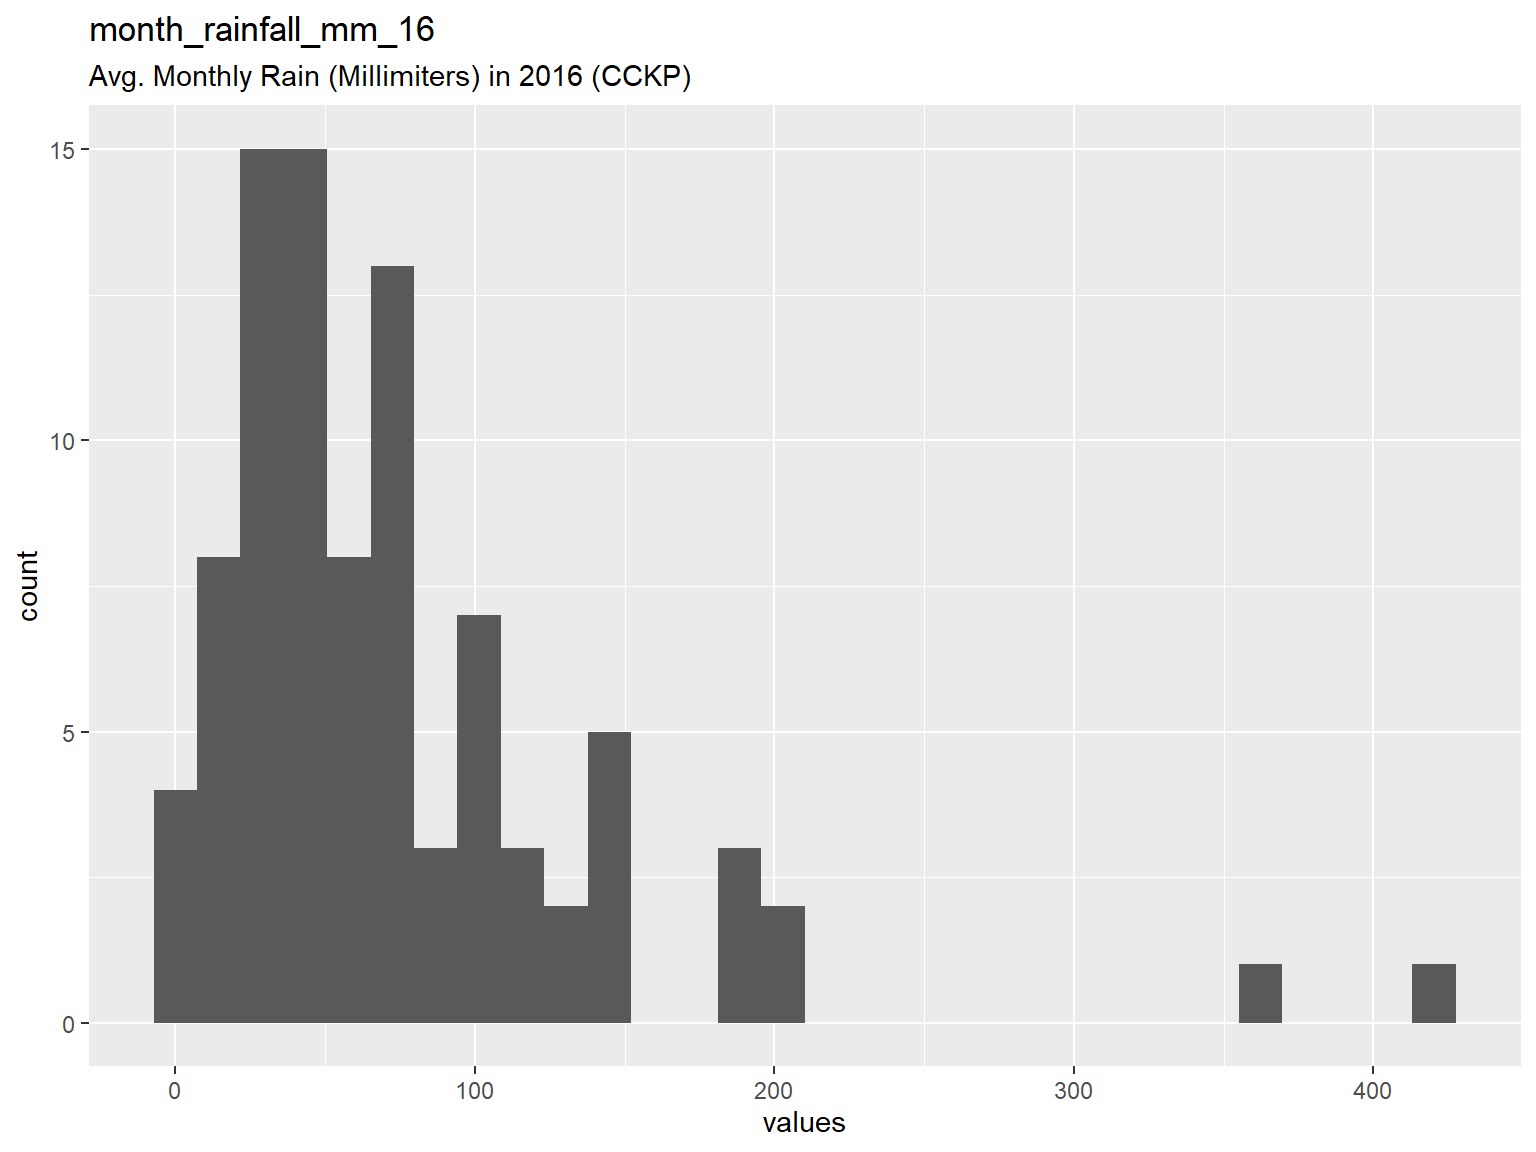 month_rainfall_mm_16
Avg. Monthly Rain (Millimiters) in 2016 (CCKP)
15
10
5
0
count
0 100 200 300 400
values